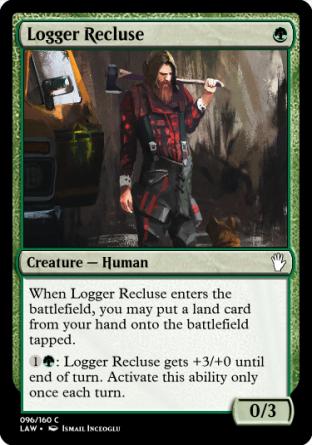 Logger Recluse
Creature — Human
When Logger Recluse enters the
battlefield, you may put a land card
from your hand onto the battlefield
tapped.
1: Logger Recluse gets +3/+0 until
end of turn. Activate this ability only
once each turn.
0/3
096/160 C
LAW • Ismail Inceoglu